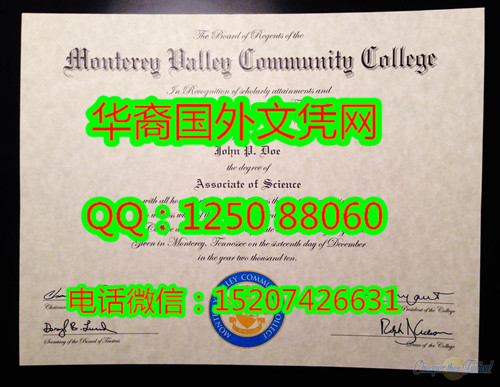 The Board of Regents of the
Monterey Valley Community College
In Recognition of scholarly attainments and
华裔国外文凭网
John P. Doe
the degree of
Associate of Science
with all
QQ：1250 88060
Given in Monterey, Tennessee on the sixteenth day of December
in the year two thousand ten.
电话微信：15207426631
Secretary of the Board of Trustees
President of the College
Dean of the College